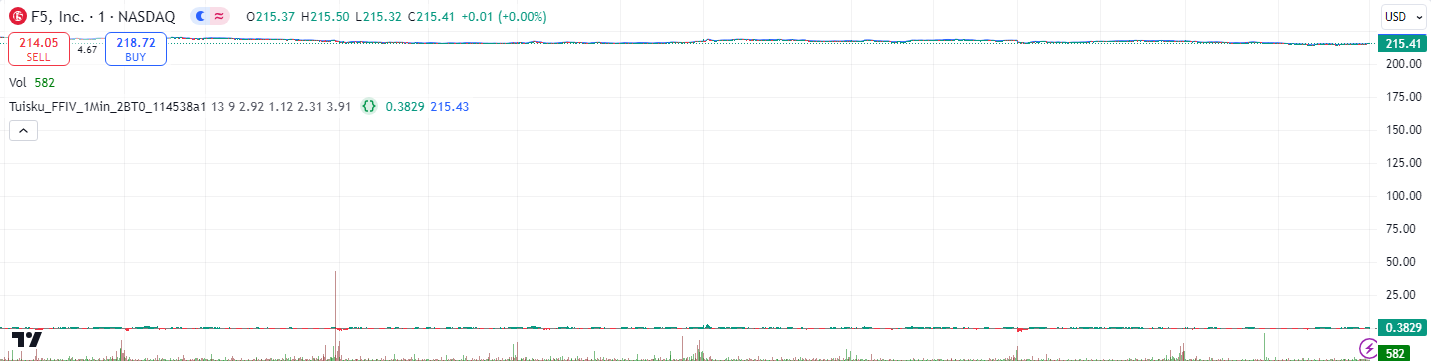 F5, Inc. · 1 · NASDAQ O215.37 H215.50 L215.32 C215.41 +0.01 (+0.00%) USD
214.05 SELL 4.67 218.72 BUY 215.41
Vol 582
Tuisku_FFIV_1Min_2BT0_114538a1 13 9 2.92 1.12 2.31 3.91 {} 0.3829 215.43
200.00
175.00
150.00
125.00
100.00
75.00
50.00
25.00
0.3829
582